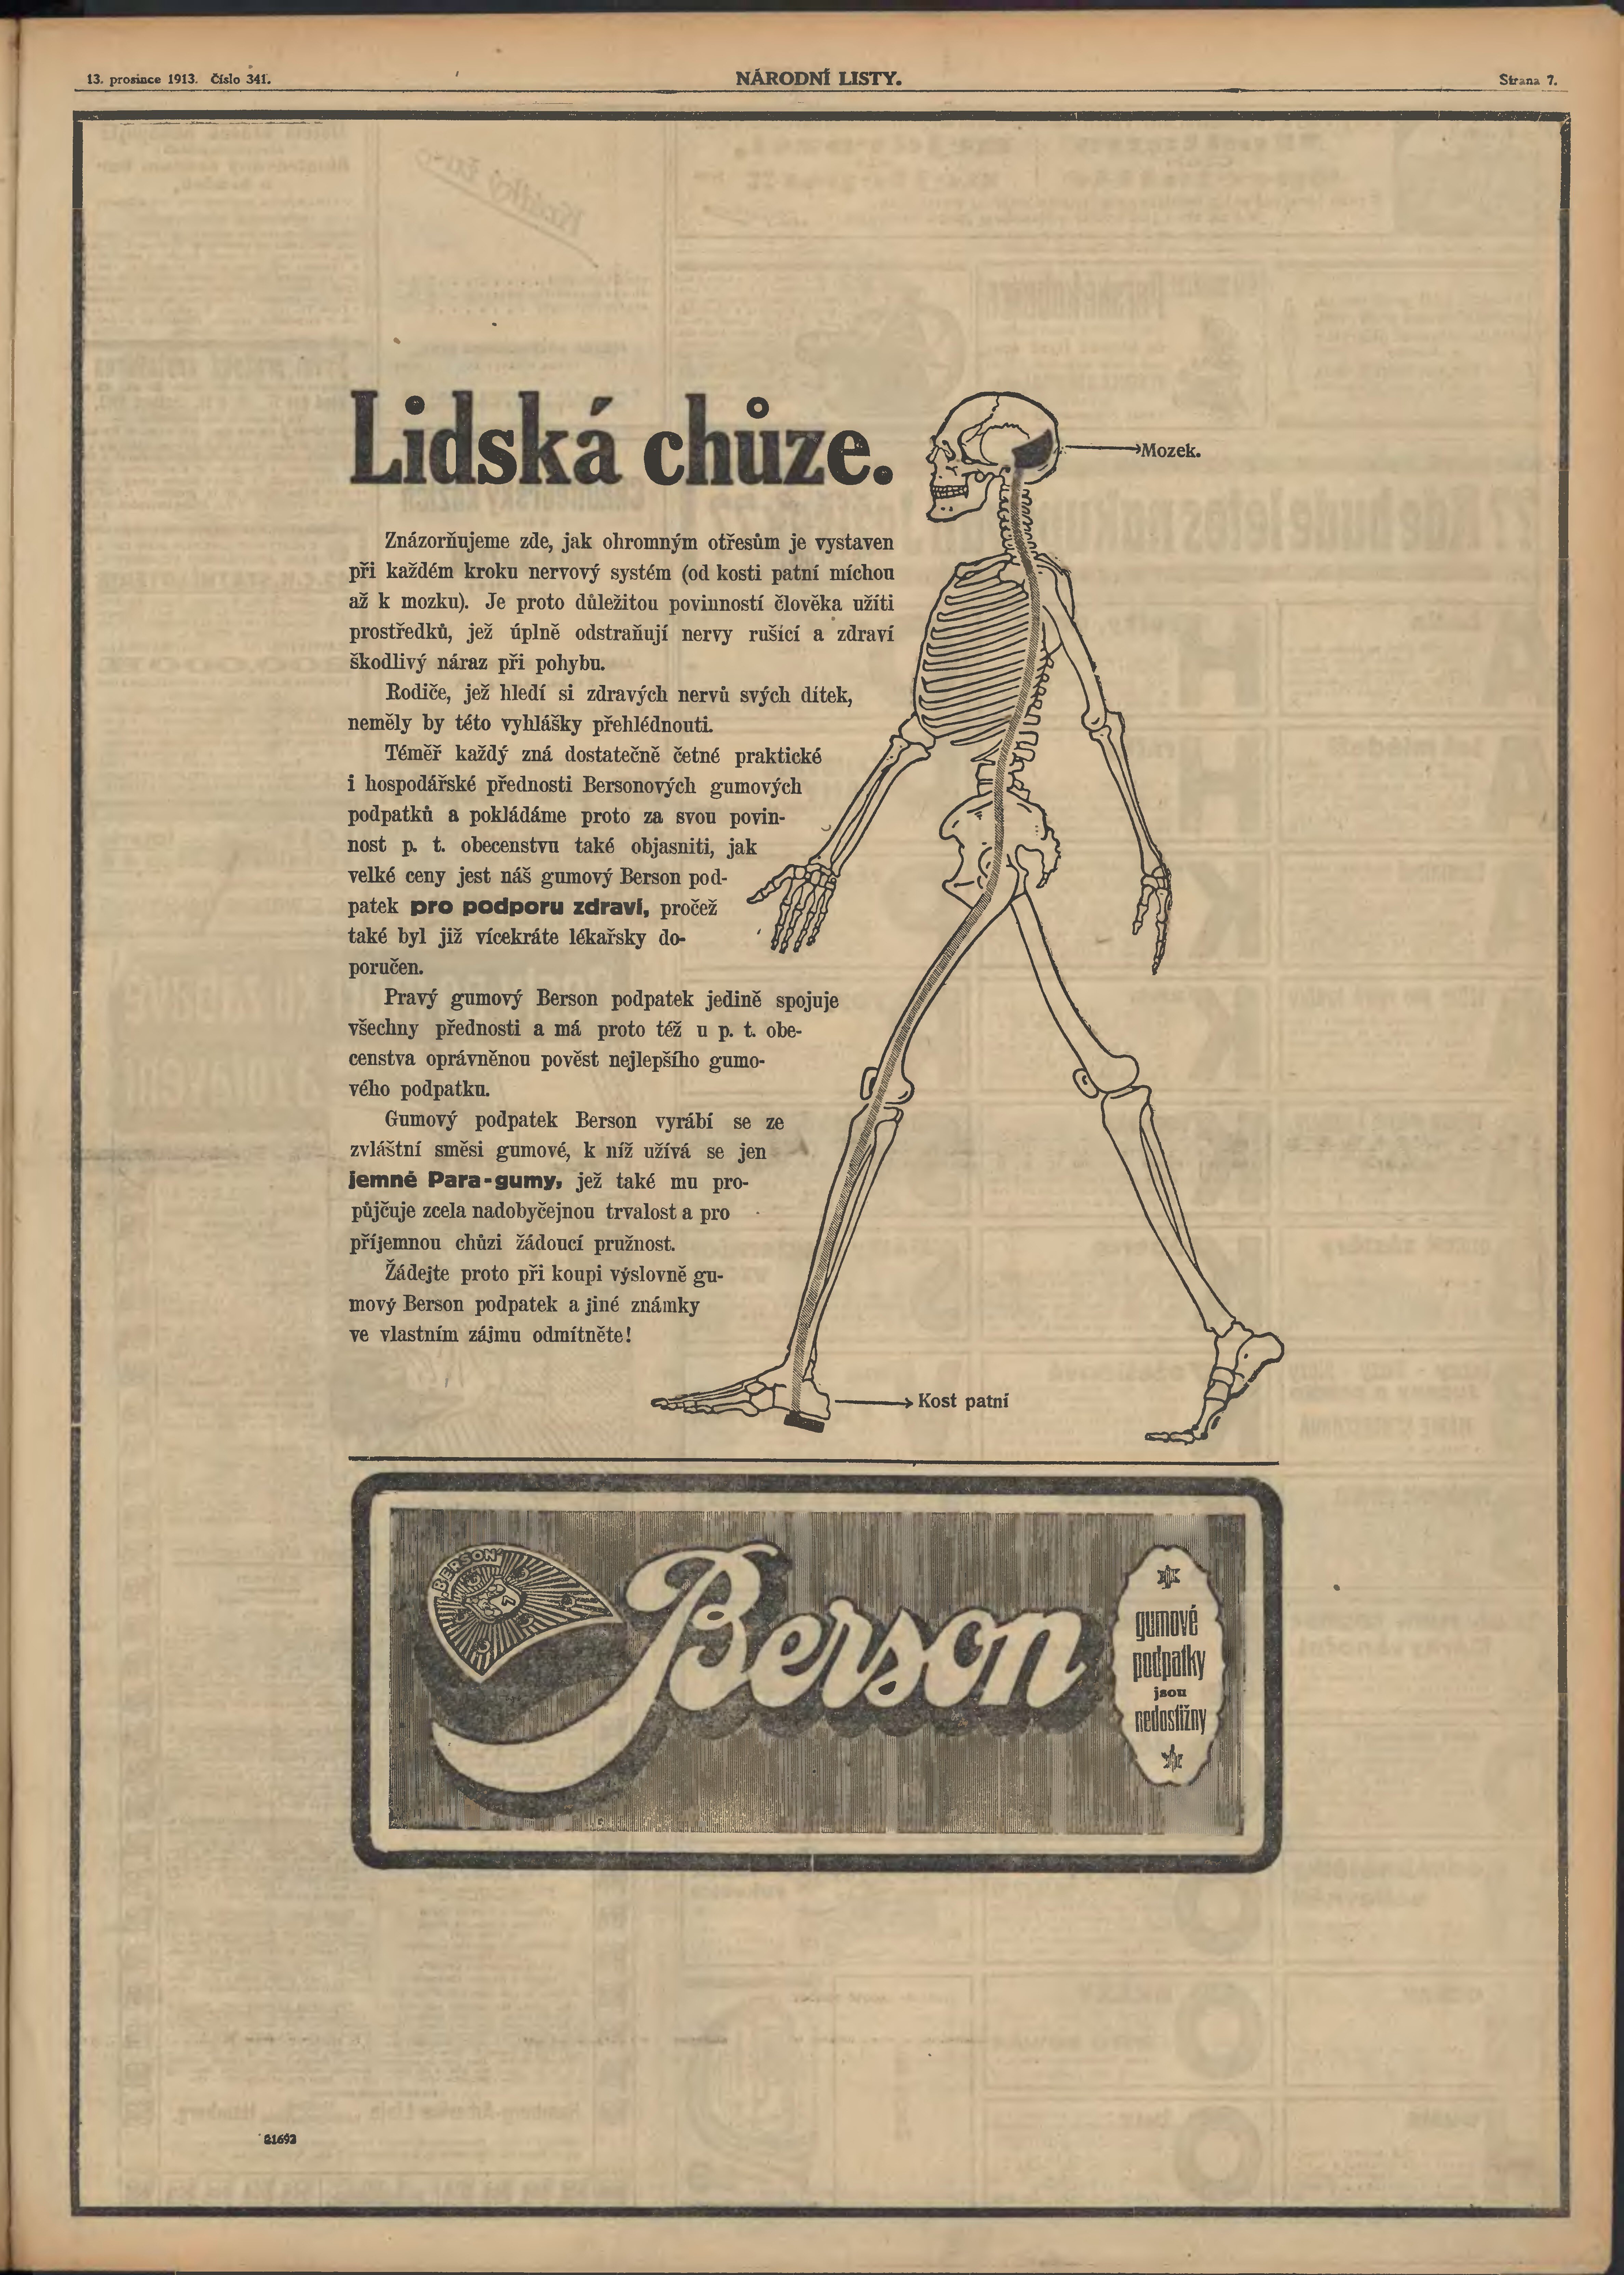 13. prosince 1913. Číslo 341.
NÁRODNÍ LISTY.
Strana 7.
Lidská chůze.
Mozek.
Znázorňujeme zde, jak ohromným otřesům je vystaven
při každém kroku nervový systém (od kosti patní míchou
až k mozku). Je proto důležitou povinností člověka užíti
prostředků, jež úplně odstraňují nervy rušící a zdraví
škodlivý náraz při pohybu.
Rodiče, jež hledí si zdravých nervů svých dítek,
neměly by této vyhlášky přehlédnouti.
Téměř každý zná dostatečně četné praktické
i hospodářské přednosti Bersonových gumových
podpatků a pokládáme proto za svou povin-
nost p. t. obecenstvu také objasniti, jak
velké ceny jest náš gumový Berson pod-
patek pro podporu zdraví, pročež
také byl již vícekráte lékařsky do-
poručen.
Pravý gumový Berson podpatek jedině spojuje
všechny přednosti a má proto též u p. t. obe-
censtva oprávněnou pověst nejlepšího gumo-
vého podpatku.
Gumový podpatek Berson vyrábí se ze
zvláštní směsi gumové, k níž užívá se jen
jemné Para-gumy, jež také mu pro-
půjčuje zcela nadobyčejnou trvalost a pro
příjemnou chůzi žádoucí pružnost.
Žádejte proto při koupi výslovně gu-
mový Berson podpatek a jiné známky
ve vlastním zájmu odmítněte!
Kost patní
BERSON
Berson
gumové
podpatky
jsou
nedostižny
21692